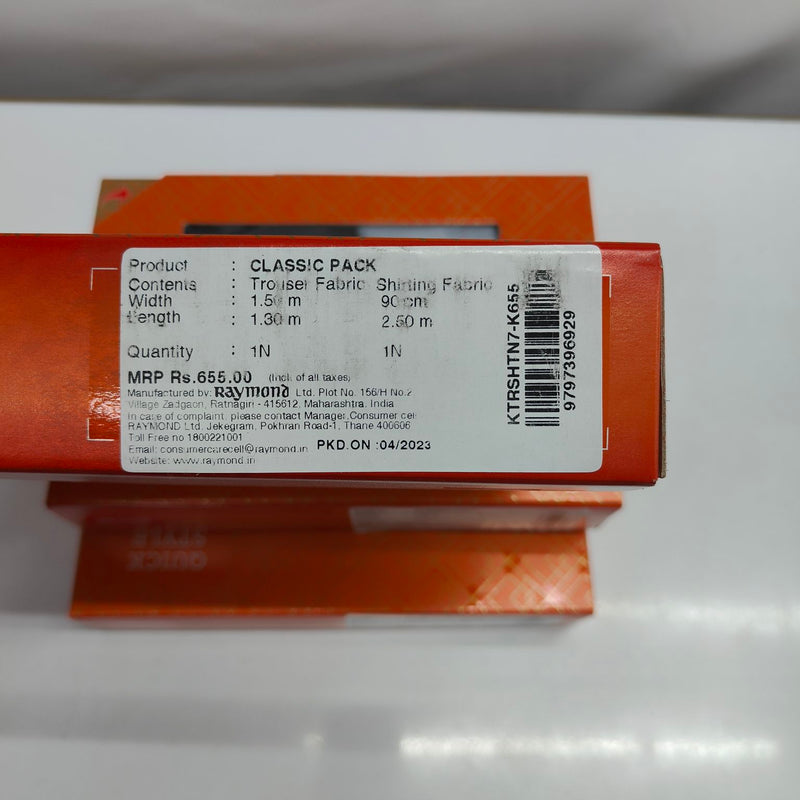 Product : CLASSIC PACK
Contents : Trouser Fabric Shirting Fabric
Width : 1.50 m 90 cm
Length : 1.30 m 2.50 m
Quantity : 1N 1N
MRP Rs.655.00 (Incl. of all taxes)
Manufactured by: Raymond Ltd. Plot No. 156/H No.2
Village Zadgaon, Ratnagiri - 415612, Maharashtra, India
In case of complaint, please contact Manager,Consumer cell
RAYMOND Ltd. Jekegram, Pokhran Road-1, Thane 400606
Toll Free no 1800221001
Email: consumercarecell@raymond.in PKD.ON :04/2023
Website: www.raymond.in
KTRSHTN7-K655
9797396929
QUICK
STYLE